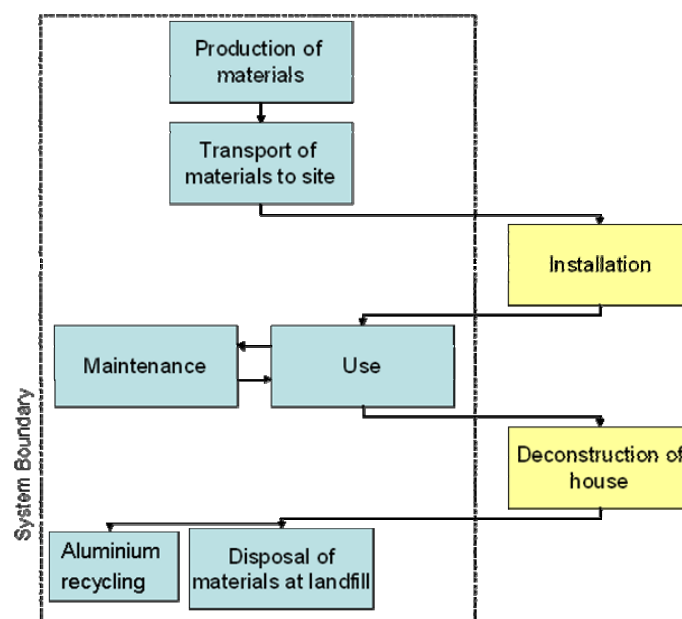 Production of
materials
Transport of
materials to site
Installation
Maintenance
Use
Deconstruction of
house
System Boundary
Aluminium
recycling
Disposal of
materials at landfill